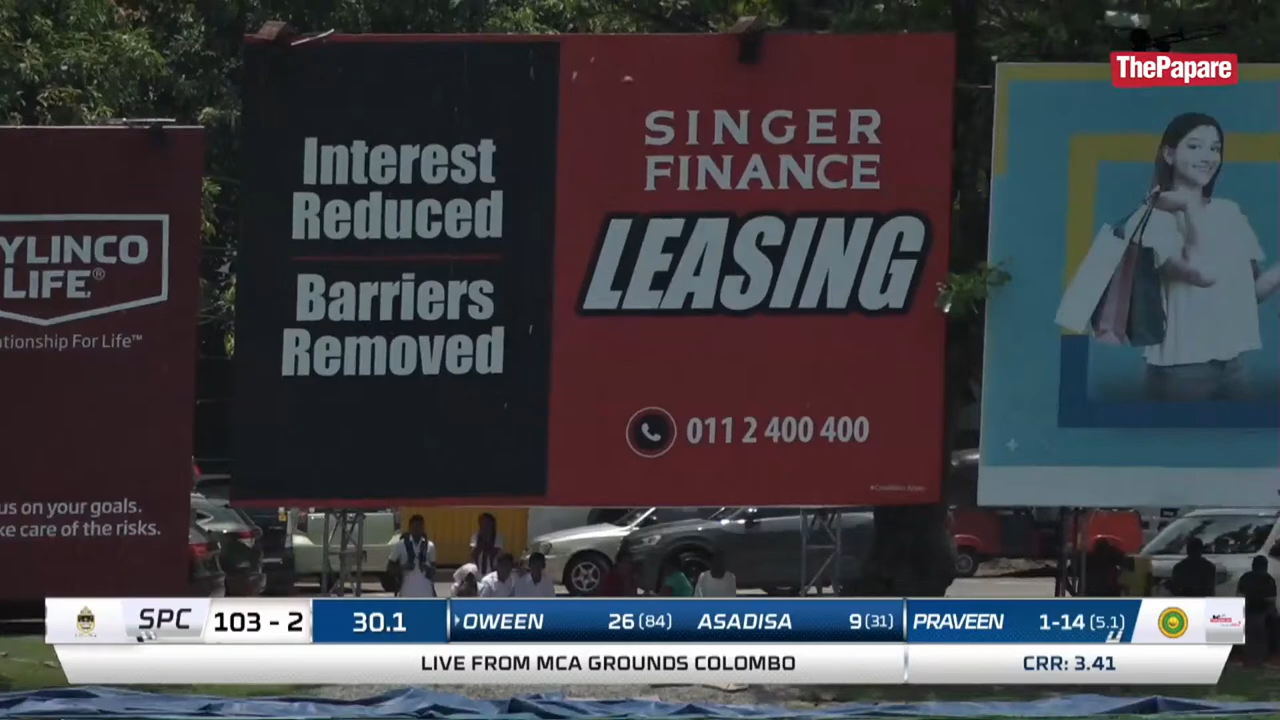 ThePapare
YLINCO
LIFE®
ationship For Life™
us on your goals.
ke care of the risks.
Interest
Reduced
Barriers
Removed
SINGER
FINANCE
LEASING
011 2 400 400
SPC 103 - 2 30.1 OWEEN 26 (84) ASADISA 9 (31) PRAVEEN 1-14 (5.1)
LIVE FROM MCA GROUNDS COLOMBO CRR: 3.41